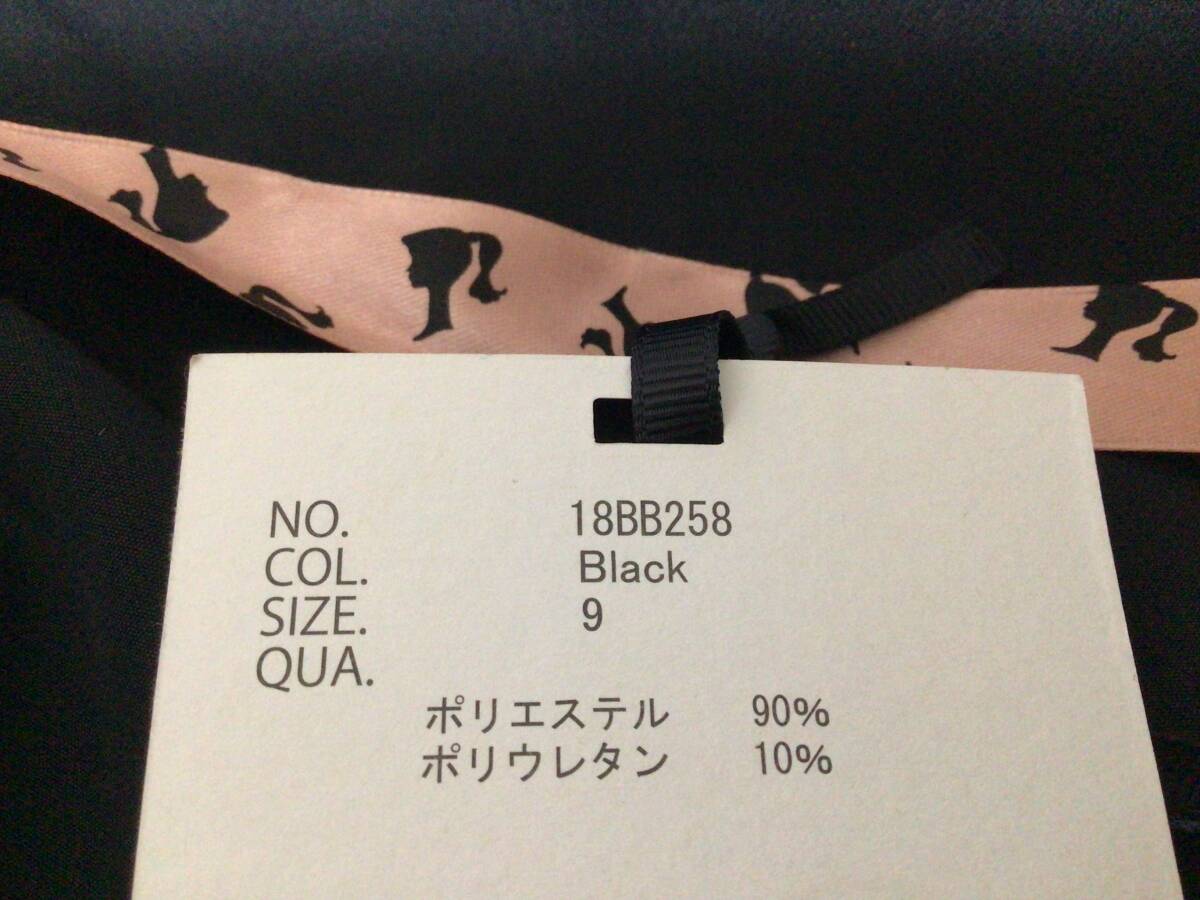 NO. 18BB258
COL. Black
SIZE. 9
QUA.
ポリエステル 90%
ポリウレタン 10%